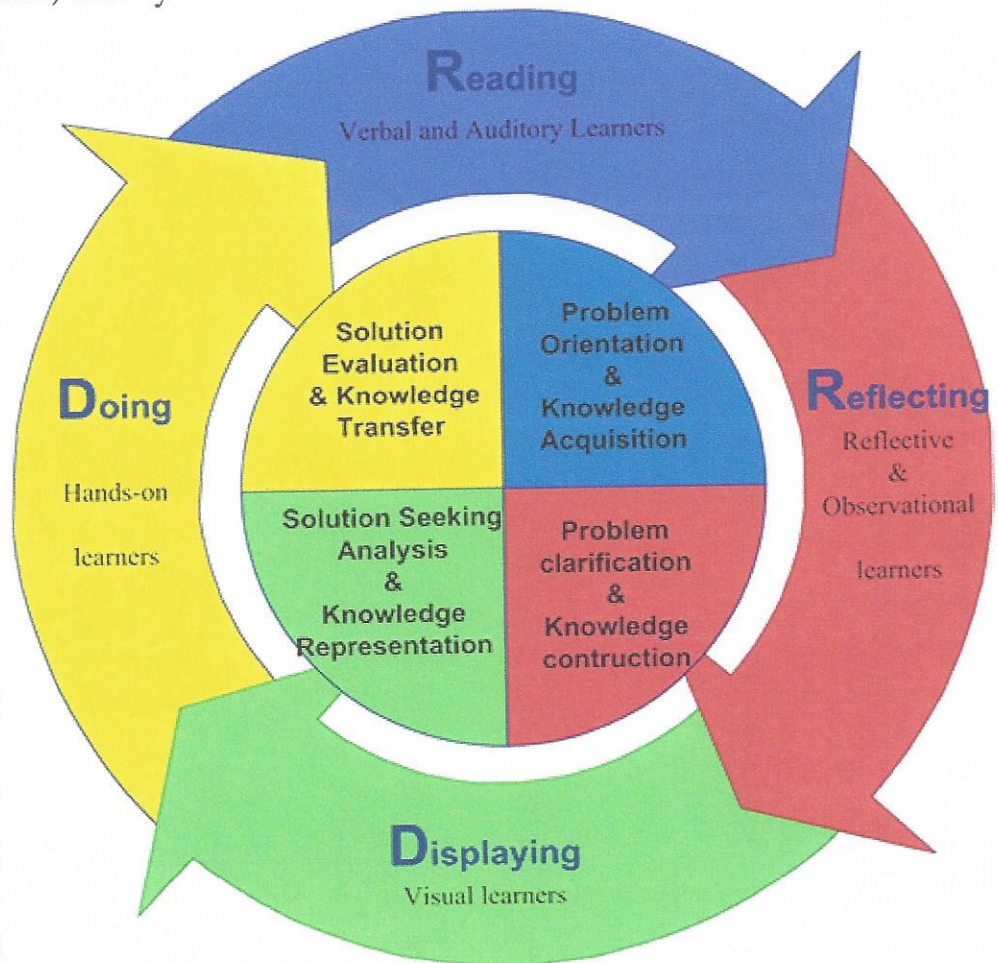 Reading
Verbal and Auditory Learners
Reflecting
Reflective
&
Observational
learners
Displaying
Visual learners
Doing
Hands-on
learners
Problem
Orientation
&
Knowledge
Acquisition
Problem
clarification
&
Knowledge
contruction
Solution Seeking
Analysis
&
Knowledge
Representation
Solution
Evaluation
& Knowledge
Transfer